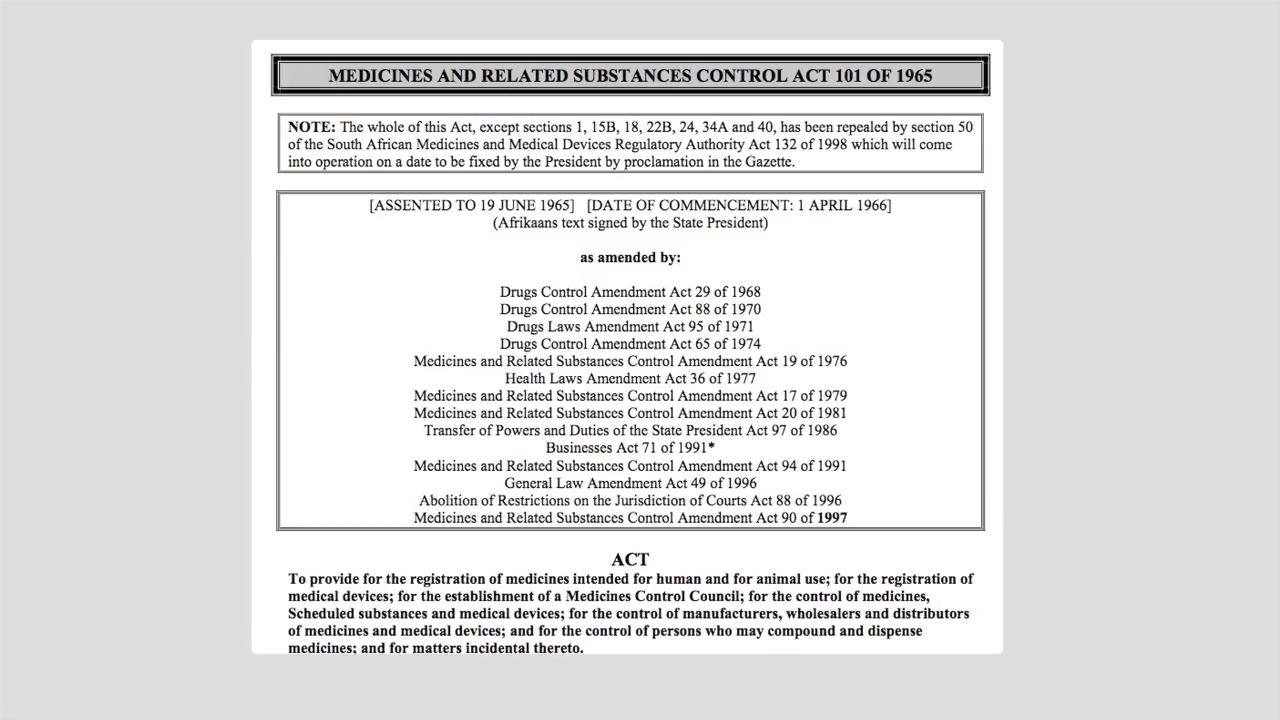 MEDICINES AND RELATED SUBSTANCES CONTROL ACT 101 OF 1965
NOTE: The whole of this Act, except sections 1, 15B, 18, 22B, 24, 34A and 40, has been repealed by section 50
of the South African Medicines and Medical Devices Regulatory Authority Act 132 of 1998 which will come
into operation on a date to be fixed by the President by proclamation in the Gazette.
[ASSENTED TO 19 JUNE 1965] [DATE OF COMMENCEMENT: 1 APRIL 1966]
(Afrikaans text signed by the State President)
as amended by:
Drugs Control Amendment Act 29 of 1968
Drugs Control Amendment Act 88 of 1970
Drugs Laws Amendment Act 95 of 1971
Drugs Control Amendment Act 65 of 1974
Medicines and Related Substances Control Amendment Act 19 of 1976
Health Laws Amendment Act 36 of 1977
Medicines and Related Substances Control Amendment Act 17 of 1979
Medicines and Related Substances Control Amendment Act 20 of 1981
Transfer of Powers and Duties of the State President Act 97 of 1986
Businesses Act 71 of 1991*
Medicines and Related Substances Control Amendment Act 94 of 1991
General Law Amendment Act 49 of 1996
Abolition of Restrictions on the Jurisdiction of Courts Act 88 of 1996
Medicines and Related Substances Control Amendment Act 90 of 1997
ACT
To provide for the registration of medicines intended for human and for animal use; for the registration of
medical devices; for the establishment of a Medicines Control Council; for the control of medicines,
Scheduled substances and medical devices; for the control of manufacturers, wholesalers and distributors
of medicines and medical devices; and for the control of persons who may compound and dispense
medicines; and for matters incidental thereto.